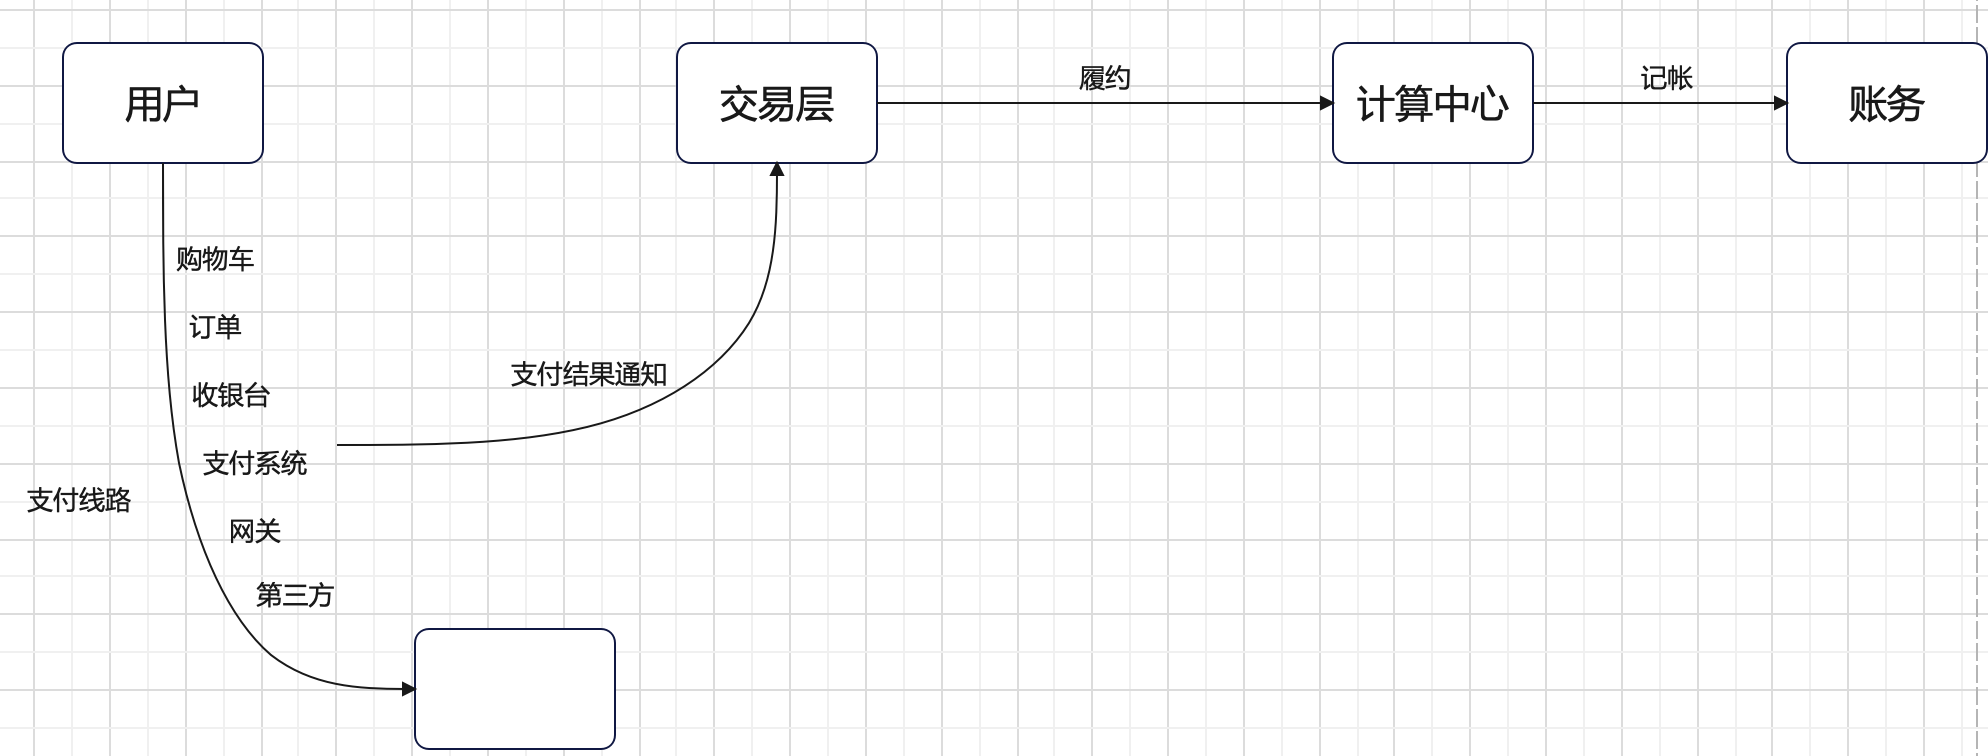 用户
交易层
履约
计算中心
记帐
账务
购物车
订单
收银台
支付结果通知
支付系统
支付线路
网关
第三方